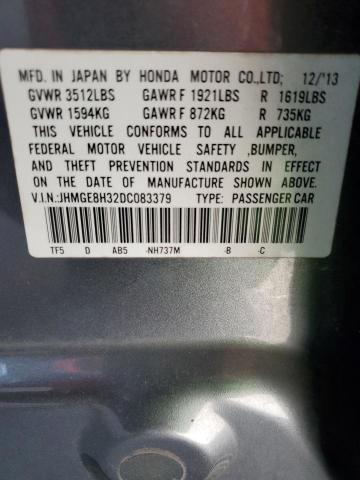 MFD. IN JAPAN BY HONDA MOTOR CO.,LTD; 12/'13
GVWR 3512LBS GAWR F 1921LBS R 1619LBS
GVWR 1594KG GAWR F 872KG R 735KG
THIS VEHICLE CONFORMS TO ALL APPLICABLE
FEDERAL MOTOR VEHICLE SAFETY ,BUMPER,
AND THEFT PREVENTION STANDARDS IN EFFECT
ON THE DATE OF MANUFACTURE SHOWN ABOVE.
V.I.N.:JHMGE8H32DC083379 TYPE: PASSENGER CAR
TF5 D AB5 -NH737M -B -C